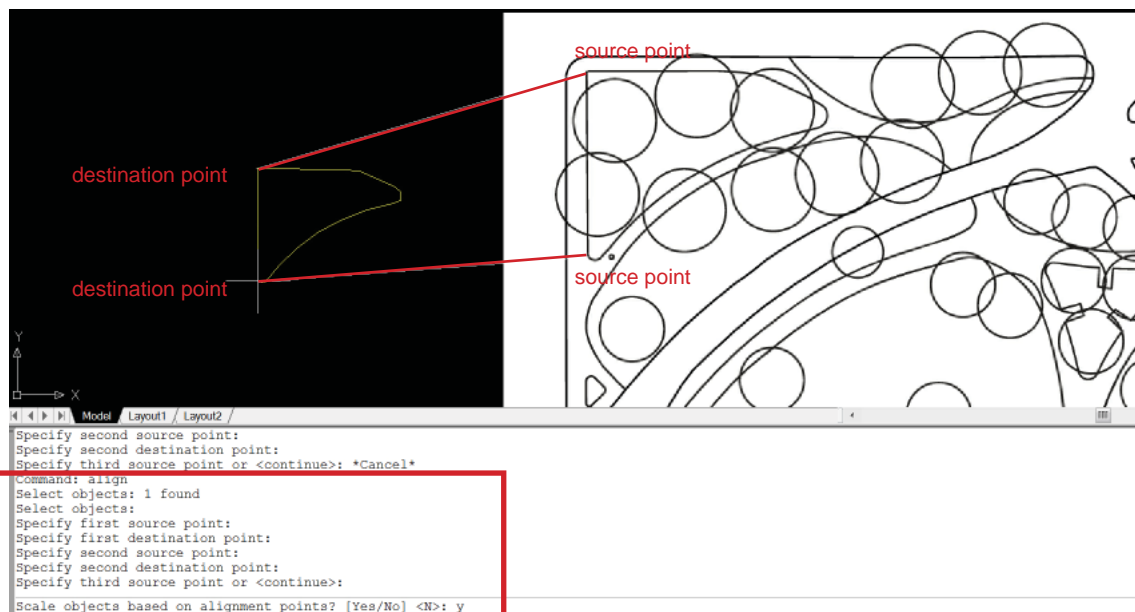 source point
destination point
destination point
source point
Y
X
Model Layout1 Layout2
Specify second source point:
Specify second destination point:
Specify third source point or <continue>: *Cancel*
Command: align
Select objects: 1 found
Select objects:
Specify first source point:
Specify first destination point:
Specify second source point:
Specify second destination point:
Specify third source point or <continue>:
Scale objects based on alignment points? [Yes/No] <N>: y